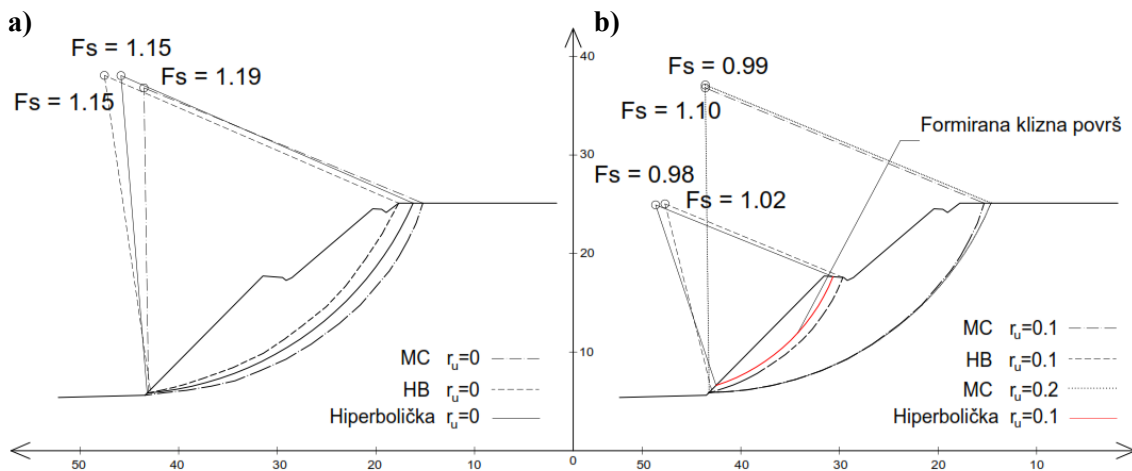 a)
Fs = 1.15
Fs = 1.19
Fs = 1.15
MC r_u=0
HB r_u=0
Hiperbolička r_u=0
50
40
30
20
10
0
40
30
20
10
b)
Fs = 0.99
Fs = 1.10
Formirana klizna površ
Fs = 0.98
Fs = 1.02
MC r_u=0.1
HB r_u=0.1
MC r_u=0.2
Hiperbolička r_u=0.1
50
40
30
20
10